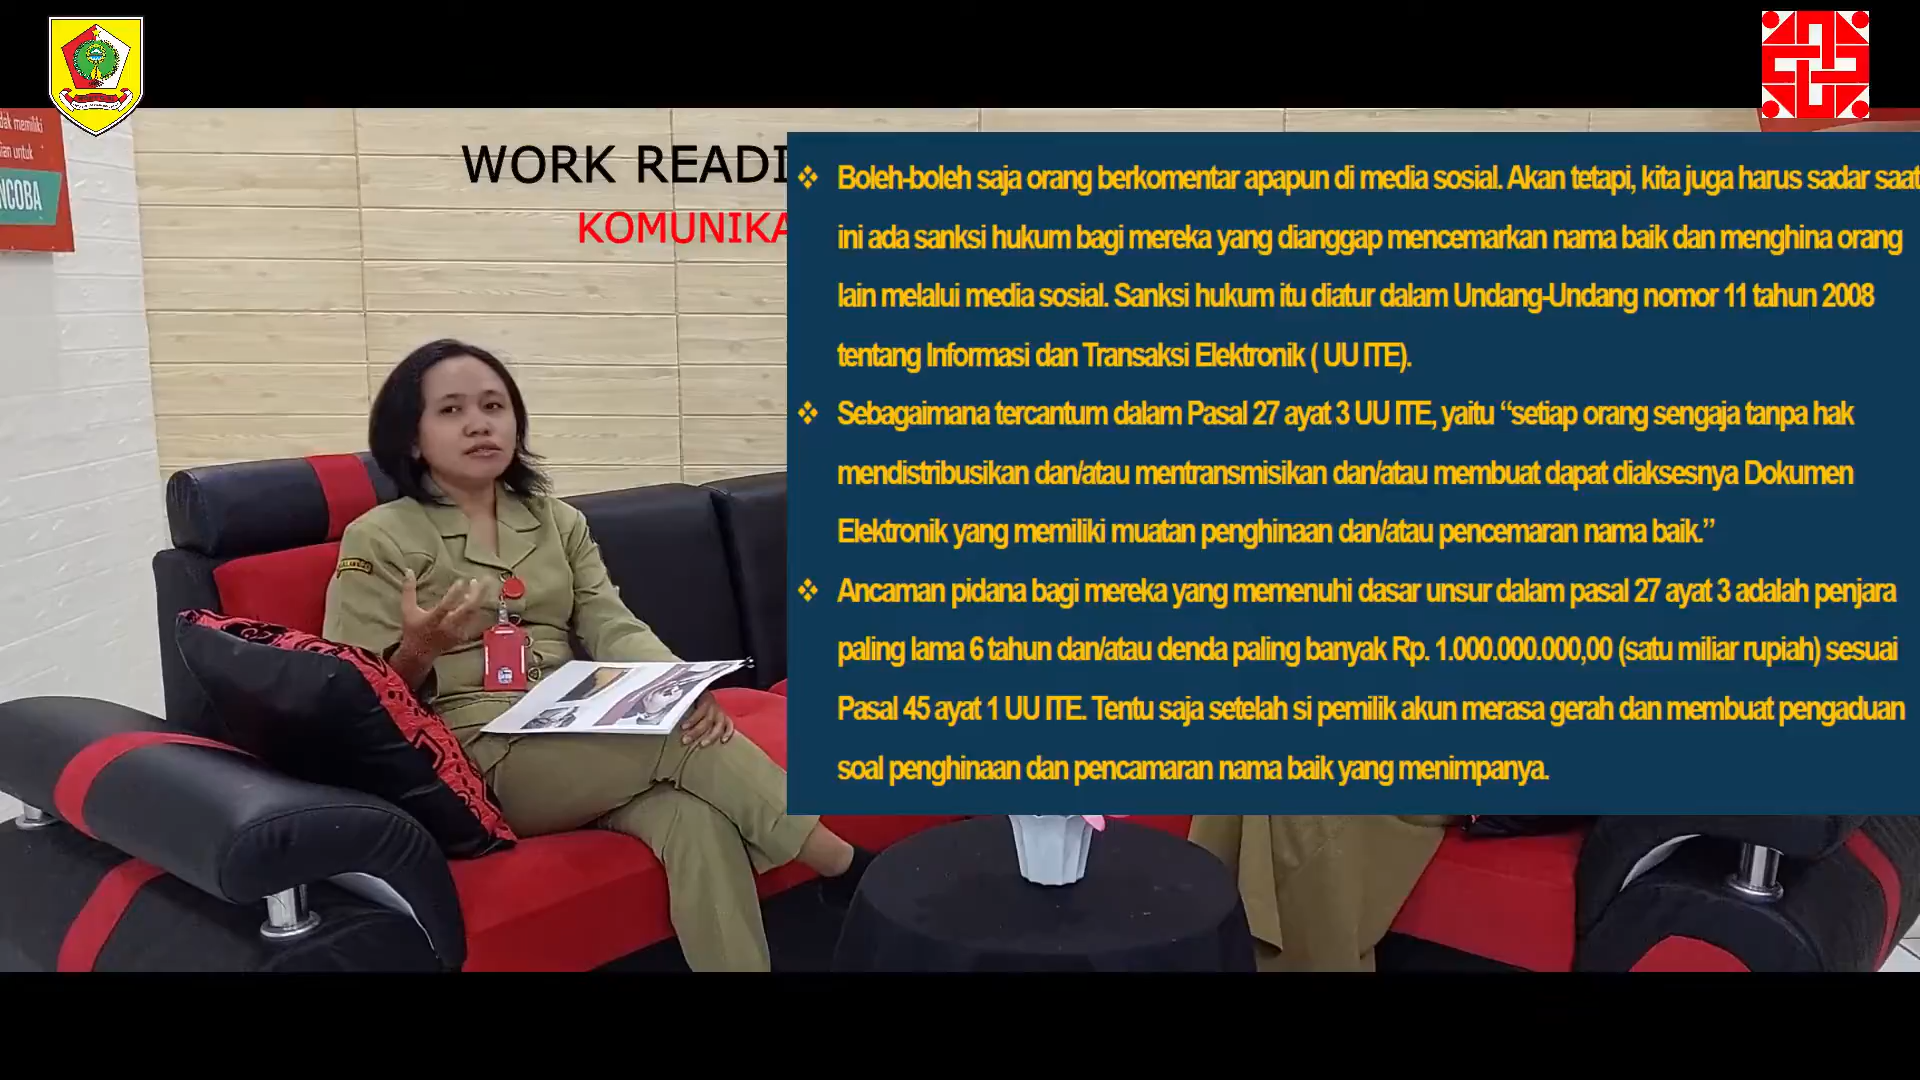 dak memiliki
ian untuk
NCOBA
WORK READI
KOMUNIKA
❖ Boleh-boleh saja orang berkomentar apapun di media sosial. Akan tetapi, kita juga harus sadar saat
ini ada sanksi hukum bagi mereka yang dianggap mencemarkan nama baik dan menghina orang
lain melalui media sosial. Sanksi hukum itu diatur dalam Undang-Undang nomor 11 tahun 2008
tentang Informasi dan Transaksi Elektronik ( UU ITE).
❖ Sebagaimana tercantum dalam Pasal 27 ayat 3 UU ITE, yaitu “setiap orang sengaja tanpa hak
mendistribusikan dan/atau mentransmisikan dan/atau membuat dapat diaksesnya Dokumen
Elektronik yang memiliki muatan penghinaan dan/atau pencemaran nama baik.”
❖ Ancaman pidana bagi mereka yang memenuhi dasar unsur dalam pasal 27 ayat 3 adalah penjara
paling lama 6 tahun dan/atau denda paling banyak Rp. 1.000.000.000,00 (satu miliar rupiah) sesuai
Pasal 45 ayat 1 UU ITE. Tentu saja setelah si pemilik akun merasa gerah dan membuat pengaduan
soal penghinaan dan pencamaran nama baik yang menimpanya.